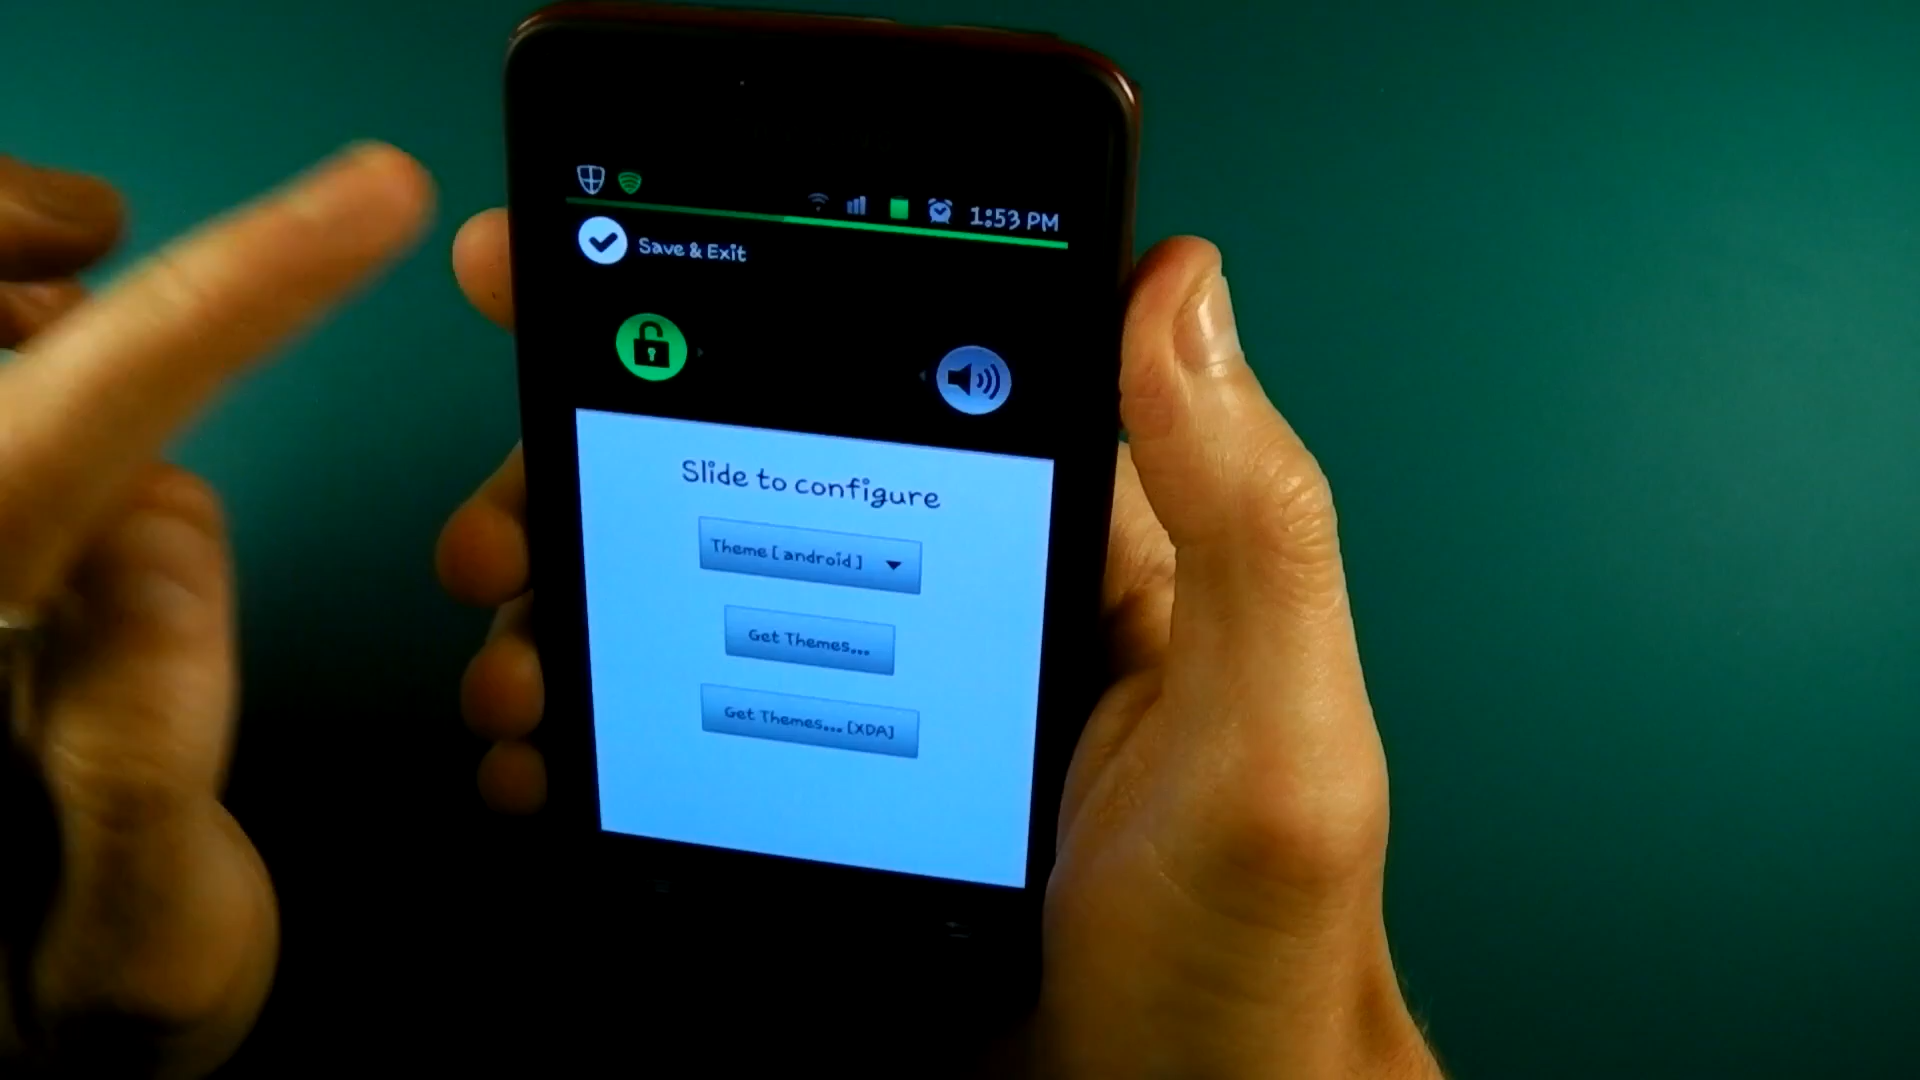 1:53 PM
Save & Exit
Slide to configure
Theme [android]
Get Themes...
Get Themes... [XDA]